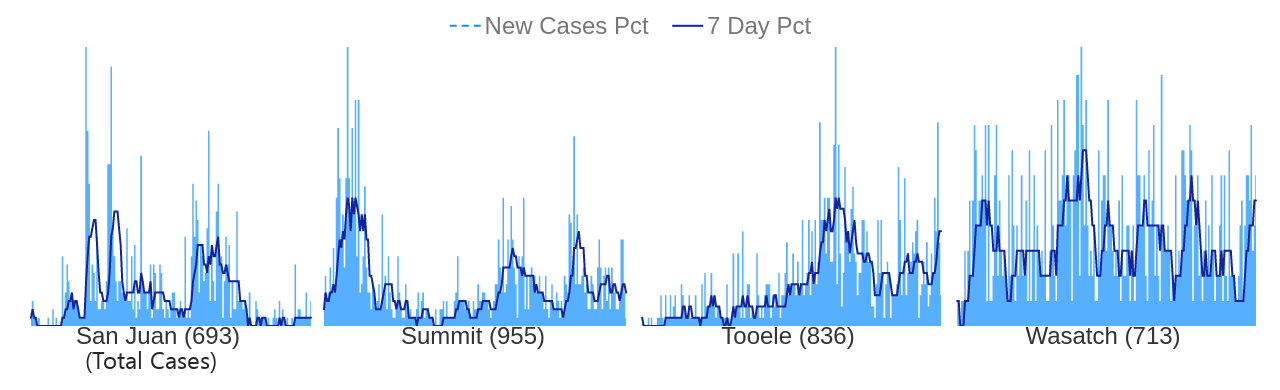 New Cases Pct 7 Day Pct
San Juan (693) Summit (955) Tooele (836) Wasatch (713)
(Total Cases)